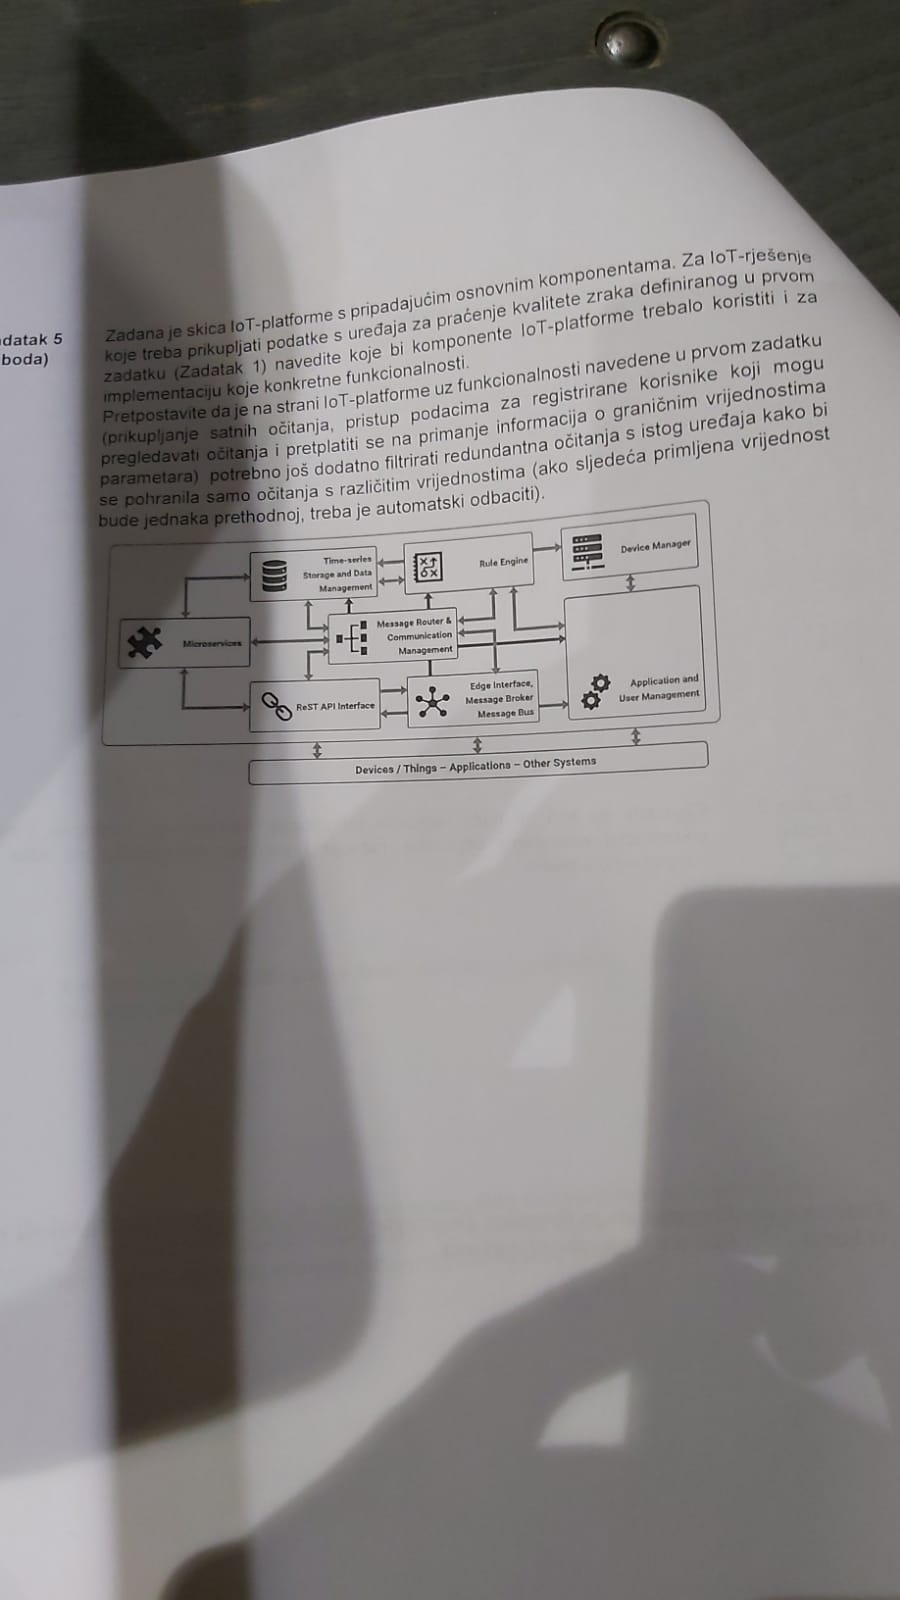 datak 5
boda)
Zadana je skica IoT-platforme s pripadajućim osnovnim komponentama. Za IoT-rješenje
koje treba prikupljati podatke s uređaja za praćenje kvalitete zraka definiranog u prvom
zadatku (Zadatak 1) navedite koje bi komponente IoT-platforme trebalo koristiti i za
implementaciju koje konkretne funkcionalnosti.
Pretpostavite da je na strani IoT-platforme uz funkcionalnosti navedene u prvom zadatku
(prikupljanje satnih očitanja, pristup podacima za registrirane korisnike koji mogu
pregledavati očitanja i pretplatiti se na primanje informacija o graničnim vrijednostima
parametara) potrebno još dodatno filtrirati redundantna očitanja s istog uređaja kako bi
se pohranila samo očitanja s različitim vrijednostima (ako sljedeća primljena vrijednost
bude jednaka prethodnoj, treba je automatski odbaciti).
Time-series
Storage and Data
Management
Rule Engine
Device Manager
Microservices
Message Router &
Communication
Management
ReST API Interface
Edge Interface,
Message Broker
Message Bus
Application and
User Management
Devices / Things – Applications – Other Systems